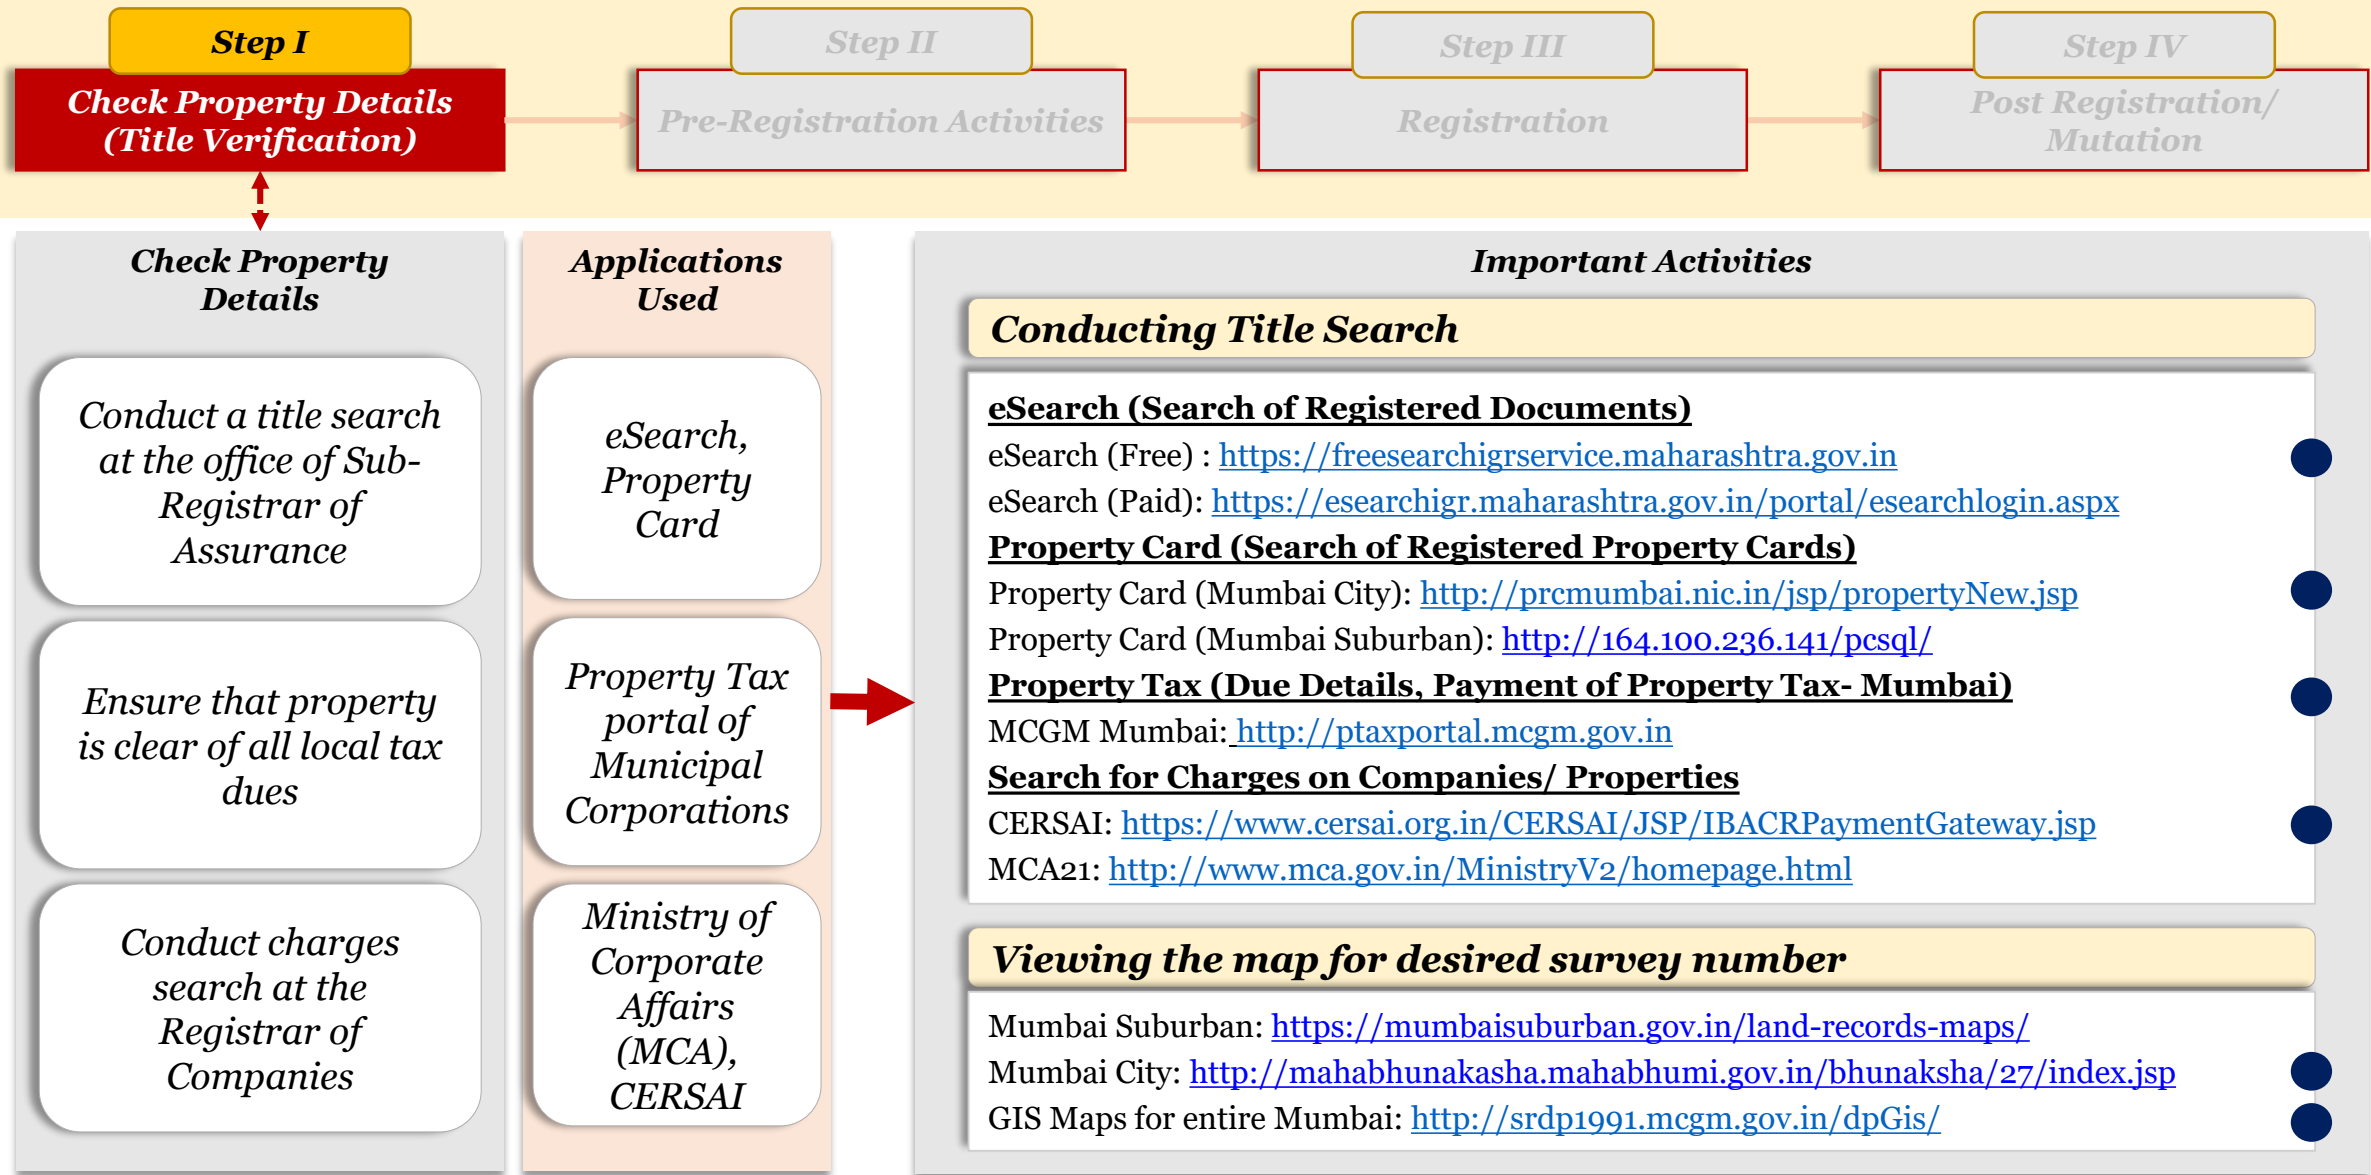 Step I
Check Property Details
(Title Verification)
Step II
Pre-Registration Activities
Step III
Registration
Step IV
Post Registration/
Mutation
Check Property
Details
Conduct a title search
at the office of Sub-
Registrar of
Assurance
Ensure that property
is clear of all local tax
dues
Conduct charges
search at the
Registrar of
Companies
Applications
Used
eSearch,
Property
Card
Property Tax
portal of
Municipal
Corporations
Ministry of
Corporate
Affairs
(MCA),
CERSAI
Important Activities
Conducting Title Search
eSearch (Search of Registered Documents)
eSearch (Free) : https://freesearchigrservice.maharashtra.gov.in
eSearch (Paid): https://esearchigr.maharashtra.gov.in/portal/esearchlogin.aspx
Property Card (Search of Registered Property Cards)
Property Card (Mumbai City): http://prcmumbai.nic.in/jsp/propertyNew.jsp
Property Card (Mumbai Suburban): http://164.100.236.141/pcsql/
Property Tax (Due Details, Payment of Property Tax- Mumbai)
MCGM Mumbai: http://ptaxportal.mcgm.gov.in
Search for Charges on Companies/ Properties
CERSAI: https://www.cersai.org.in/CERSAI/JSP/IBACRPaymentGateway.jsp
MCA21: http://www.mca.gov.in/MinistryV2/homepage.html
Viewing the map for desired survey number
Mumbai Suburban: https://mumbaisuburban.gov.in/land-records-maps/
Mumbai City: http://mahabhunakasha.mahabhumi.gov.in/bhunaksha/27/index.jsp
GIS Maps for entire Mumbai: http://srdp1991.mcgm.gov.in/dpGis/